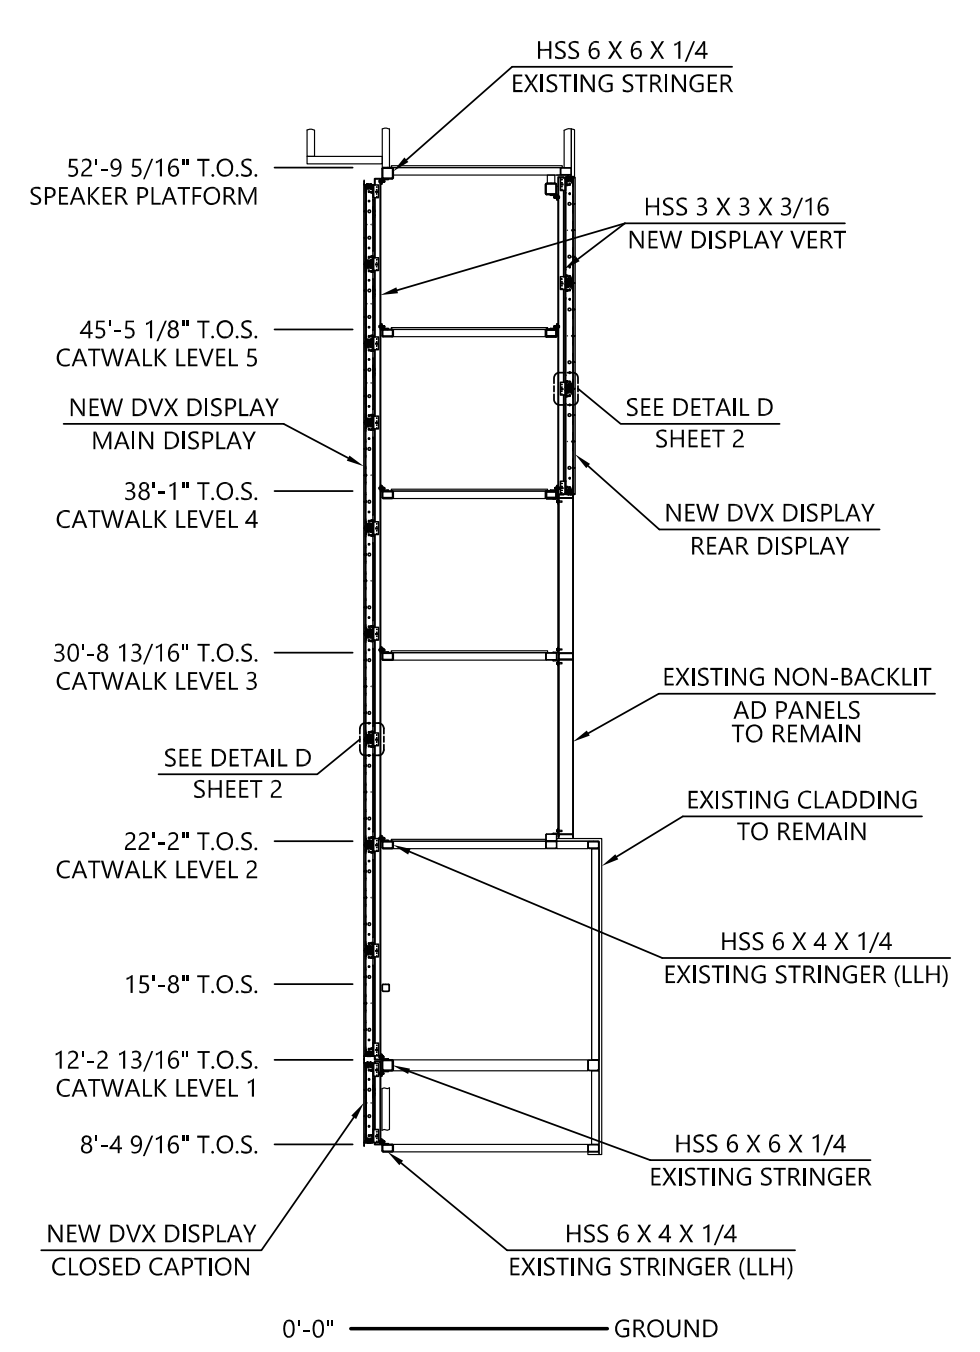 HSS 6 X 6 X 1/4
EXISTING STRINGER
52'-9 5/16" T.O.S.
SPEAKER PLATFORM
HSS 3 X 3 X 3/16
NEW DISPLAY VERT
45'-5 1/8" T.O.S.
CATWALK LEVEL 5
NEW DVX DISPLAY
MAIN DISPLAY
SEE DETAIL D
SHEET 2
38'-1" T.O.S.
CATWALK LEVEL 4
NEW DVX DISPLAY
REAR DISPLAY
30'-8 13/16" T.O.S.
CATWALK LEVEL 3
EXISTING NON-BACKLIT
AD PANELS
TO REMAIN
SEE DETAIL D
SHEET 2
EXISTING CLADDING
TO REMAIN
22'-2" T.O.S.
CATWALK LEVEL 2
HSS 6 X 4 X 1/4
EXISTING STRINGER (LLH)
15'-8" T.O.S.
12'-2 13/16" T.O.S.
CATWALK LEVEL 1
8'-4 9/16" T.O.S.
HSS 6 X 6 X 1/4
EXISTING STRINGER
NEW DVX DISPLAY
CLOSED CAPTION
HSS 6 X 4 X 1/4
EXISTING STRINGER (LLH)
0'-0" GROUND